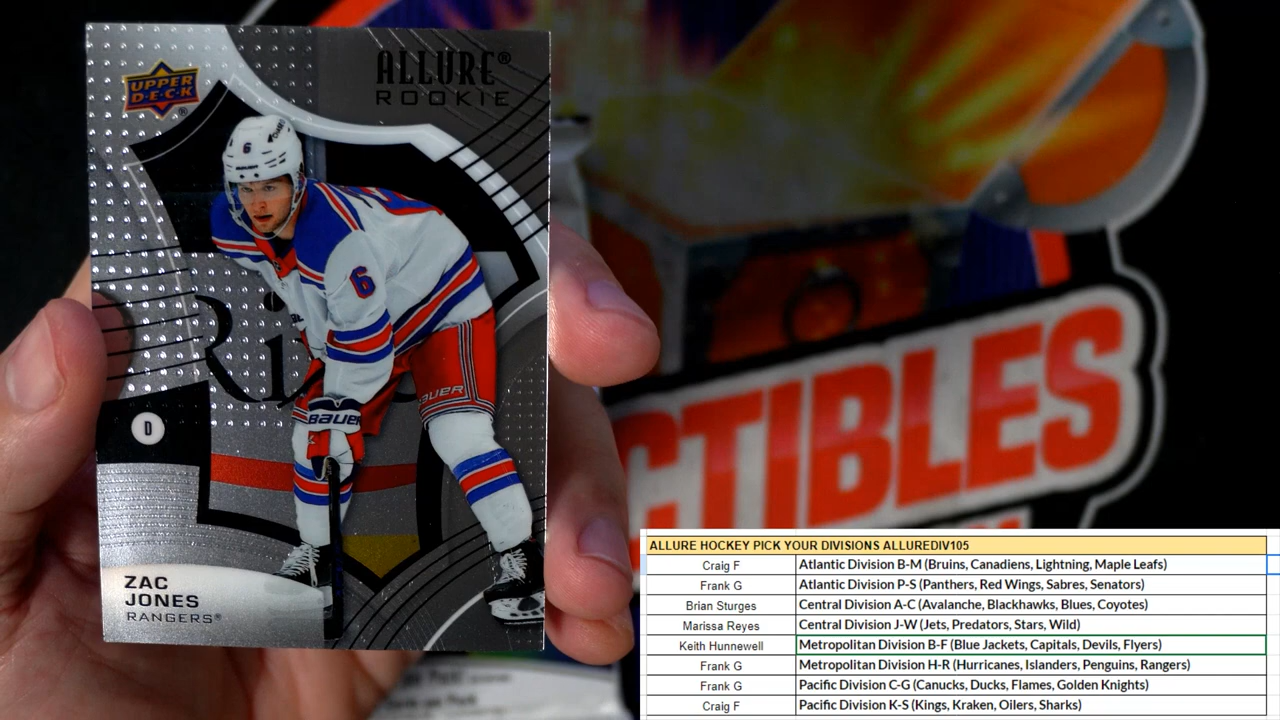 UPPER
D·E·C·K
ALLURE®
ROOKIE
6
BAUER
6
BAUER
BAUER
D
ZAC
JONES
RANGERS®
CTIBLES
ALLURE HOCKEY PICK YOUR DIVISIONS ALLUREDIV105
Craig F Atlantic Division B-M (Bruins, Canadiens, Lightning, Maple Leafs)
Frank G Atlantic Division P-S (Panthers, Red Wings, Sabres, Senators)
Brian Sturges Central Division A-C (Avalanche, Blackhawks, Blues, Coyotes)
Marissa Reyes Central Division J-W (Jets, Predators, Stars, Wild)
Keith Hunnewell Metropolitan Division B-F (Blue Jackets, Capitals, Devils, Flyers)
Frank G Metropolitan Division H-R (Hurricanes, Islanders, Penguins, Rangers)
Frank G Pacific Division C-G (Canucks, Ducks, Flames, Golden Knights)
Craig F Pacific Division K-S (Kings, Kraken, Oilers, Sharks)